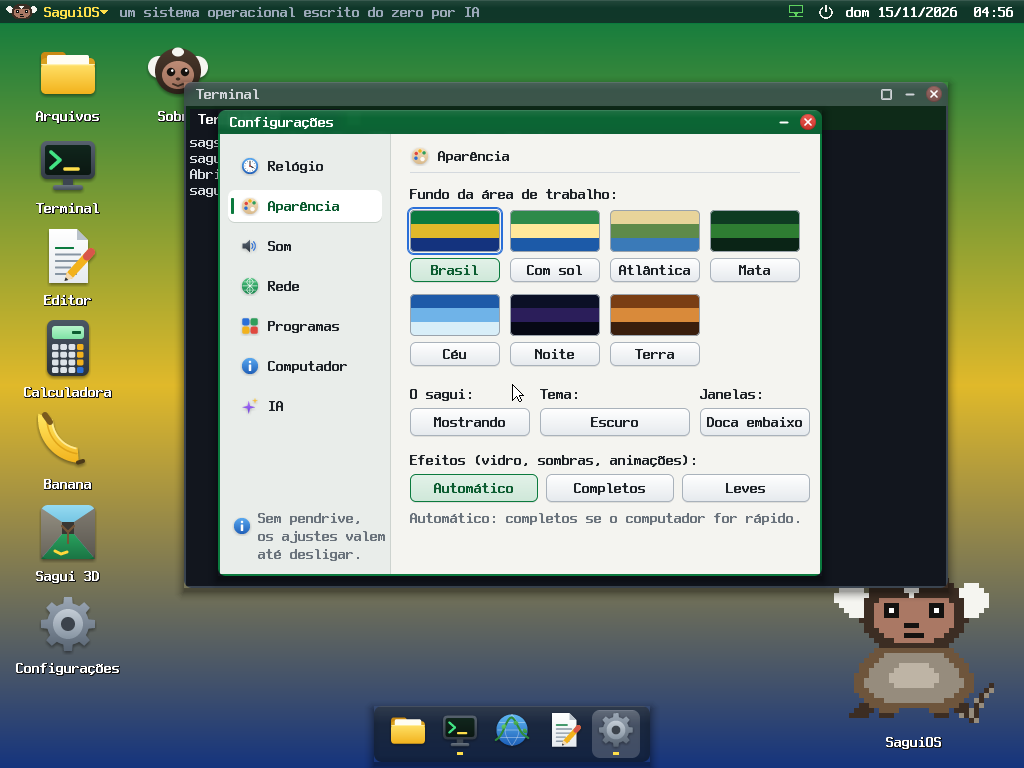 SaguiOS um sistema operacional escrito do zero por IA dom 15/11/2026 04:56
Arquivos
Terminal
Editor
Calculadora
Banana
Sagui 3D
Configurações
Terminal
Configurações
Relógio
Aparência
Som
Rede
Programas
Computador
IA
Sem pendrive,
os ajustes valem
até desligar.
Aparência
Fundo da área de trabalho:
Brasil Com sol Atlântica Mata
Céu Noite Terra
O sagui: Tema: Janelas:
Mostrando Escuro Doca embaixo
Efeitos (vidro, sombras, animações):
Automático Completos Leves
Automático: completos se o computador for rápido.
SaguiOS